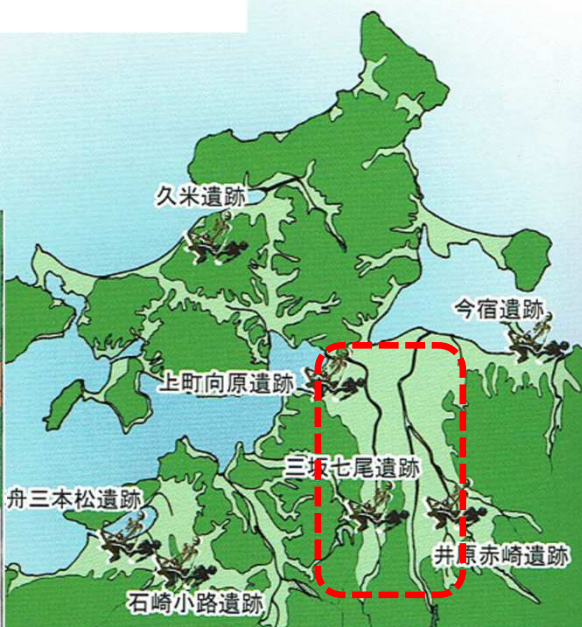 久米遺跡
今宿遺跡
上町向原遺跡
三坂七尾遺跡
舟三本松遺跡
井原赤崎遺跡
石崎小路遺跡